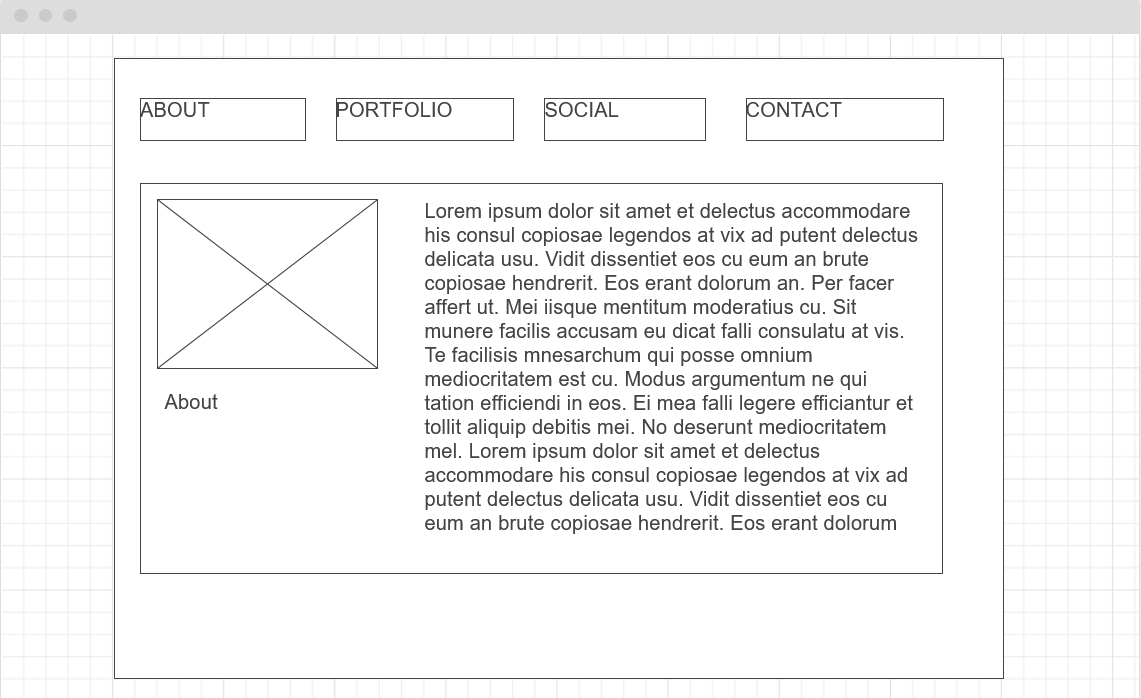 ABOUT PORTFOLIO SOCIAL CONTACT
Lorem ipsum dolor sit amet et delectus accommodare
his consul copiosae legendos at vix ad putent delectus
delicata usu. Vidit dissentiet eos cu eum an brute
copiosae hendrerit. Eos erant dolorum an. Per facer
affert ut. Mei iisque mentitum moderatius cu. Sit
munere facilis accusam eu dicat falli consulatu at vis.
Te facilisis mnesarchum qui posse omnium
mediocritatem est cu. Modus argumentum ne qui
tation efficiendi in eos. Ei mea falli legere efficiantur et
tollit aliquip debitis mei. No deserunt mediocritatem
mel. Lorem ipsum dolor sit amet et delectus
accommodare his consul copiosae legendos at vix ad
putent delectus delicata usu. Vidit dissentiet eos cu
eum an brute copiosae hendrerit. Eos erant dolorum
About